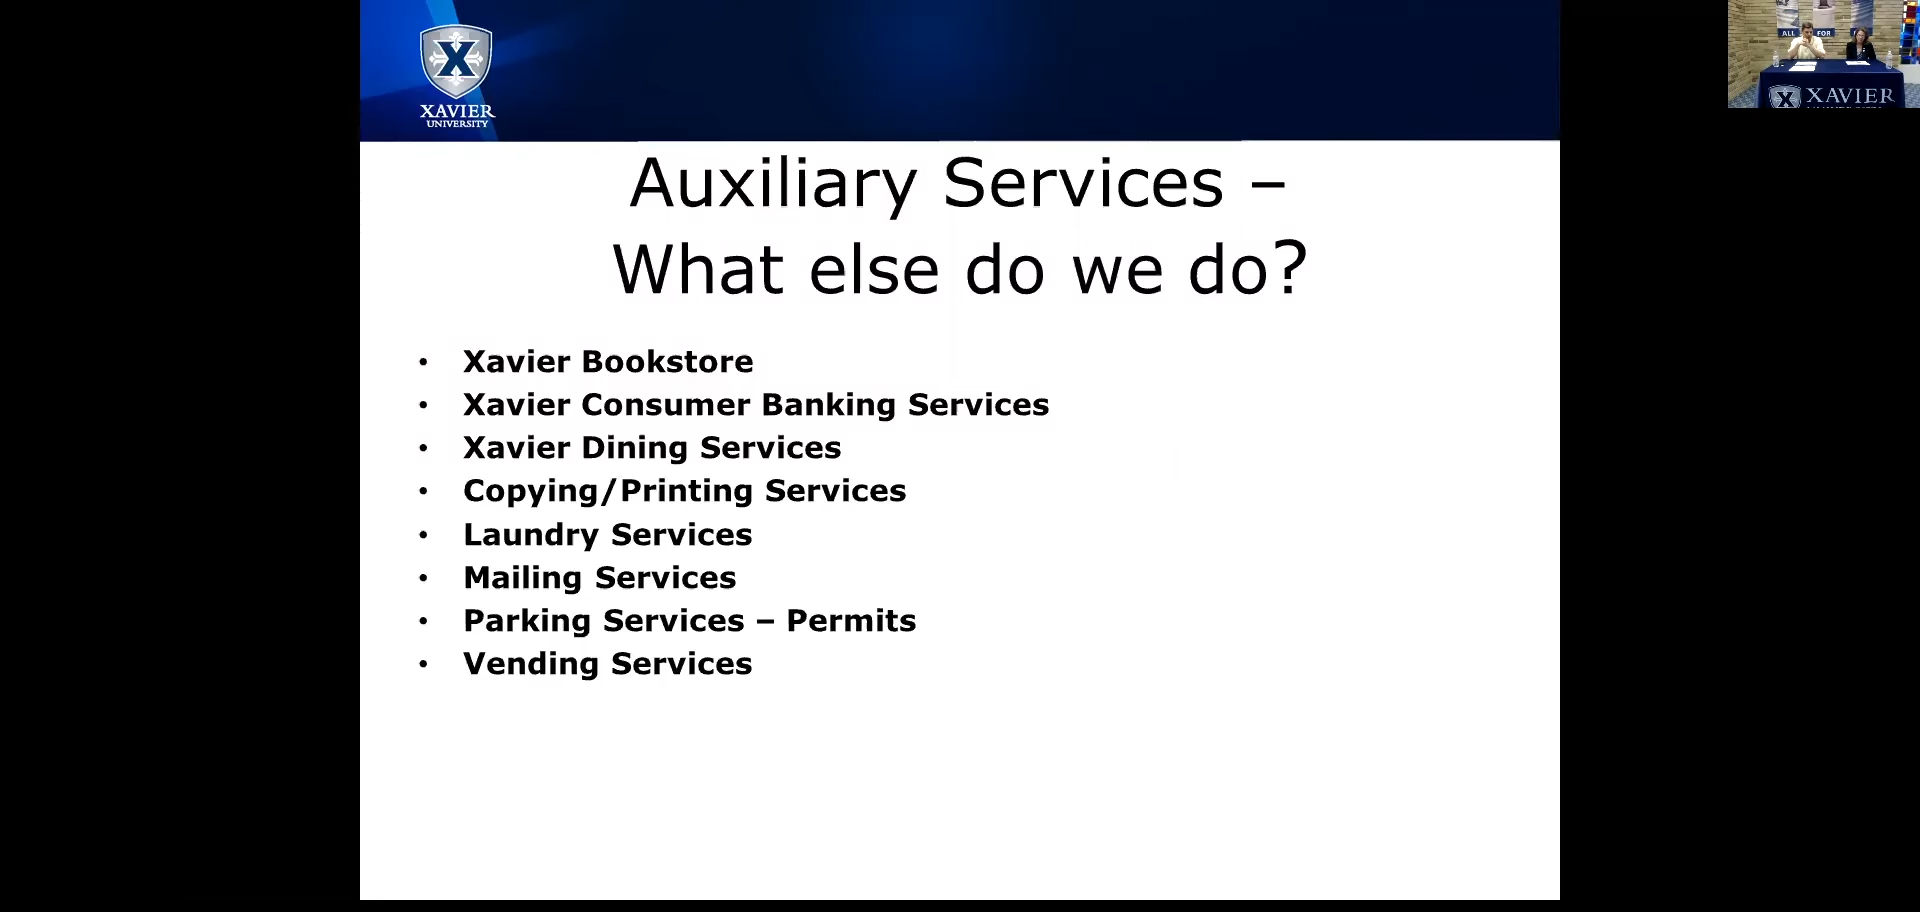 XAVIER
UNIVERSITY
ALL FOR
XAVIER
Auxiliary Services –
What else do we do?
• Xavier Bookstore
• Xavier Consumer Banking Services
• Xavier Dining Services
• Copying/Printing Services
• Laundry Services
• Mailing Services
• Parking Services – Permits
• Vending Services